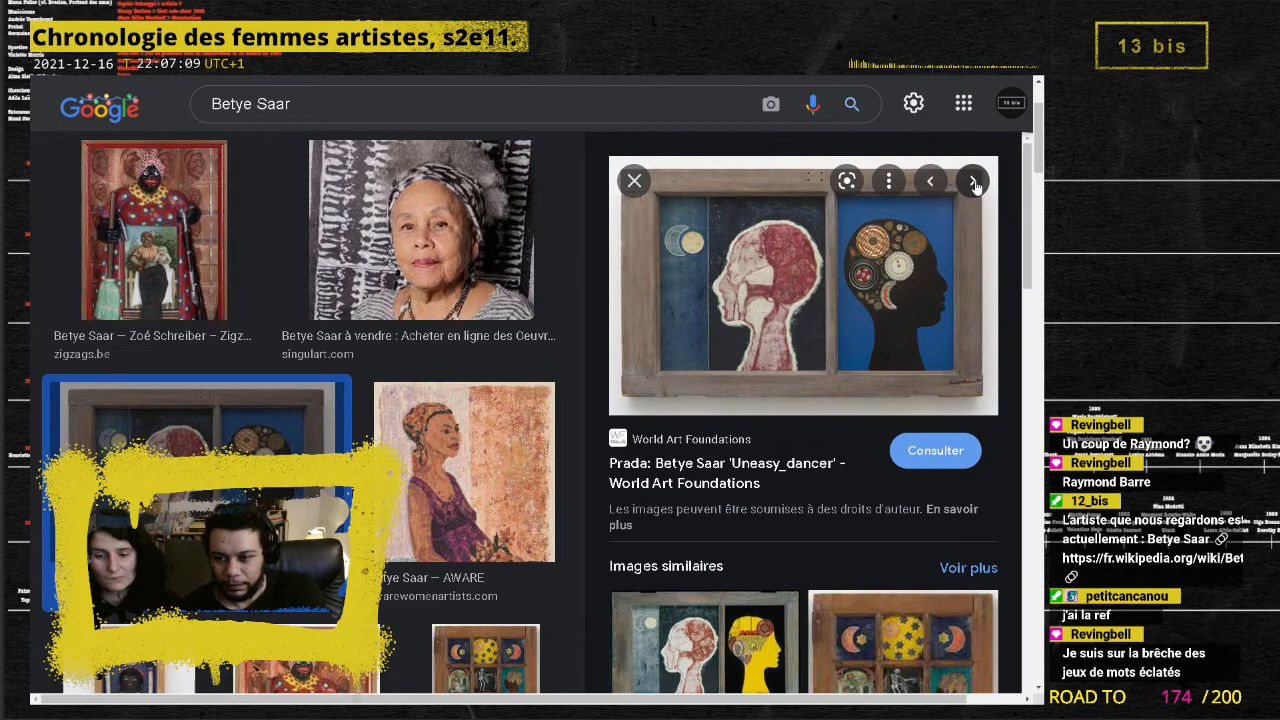 Chronologie des femmes artistes, s2e11.
2021-12-16 T 22:07:09 UTC+1
13 bis
Google
Betye Saar
13 bis
Betye Saar — Zoé Schreiber – Zigz...
zigzags.be
Betye Saar à vendre : Acheter en ligne des Oeuvr...
singulart.com
tye Saar — AWARE
arewomenartists.com
World Art Foundations
Prada: Betye Saar 'Uneasy_dancer' -
World Art Foundations
Consulter
Les images peuvent être soumises à des droits d'auteur. En savoir
plus
Images similaires
Voir plus
Revingbell
Un coup de Raymond?
Revingbell
Raymond Barre
12_bis
L'artiste que nous regardons est
actuellement : Betye Saar
https://fr.wikipedia.org/wiki/Bet
petitcancanou
j'ai la ref
Revingbell
Je suis sur la brêche des
jeux de mots éclatés
ROAD TO 174 / 200